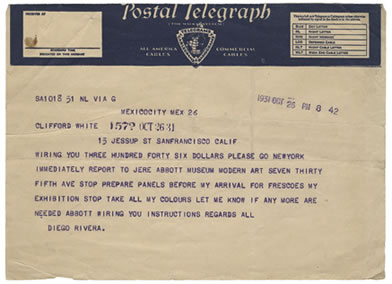 Postal Telegraph
ALL AMERICA CABLES
COMMERCIAL CABLES
1931 OCT 26 PM 8 42
SA1018 51 NL VIA G
MEXICOCITY MEX 26
CLIFFORD WHITE 1572 OCT 26 31
15 JESSUP ST SANFRANCISCO CALIF
WIRING YOU THREE HUNDRED FORTY SIX DOLLARS PLEASE GO NEWYORK
IMMEDIATELY REPORT TO JERE ABBOTT MUSEUM MODERN ART SEVEN THIRTY
FIFTH AVE STOP PREPARE PANELS BEFORE MY ARRIVAL FOR FRESCOES MY
EXHIBITION STOP TAKE ALL MY COLOURS LET ME KNOW IF ANY MORE ARE
NEEDED ABBOTT WIRING YOU INSTRUCTIONS REGARDS ALL
DIEGO RIVERA.